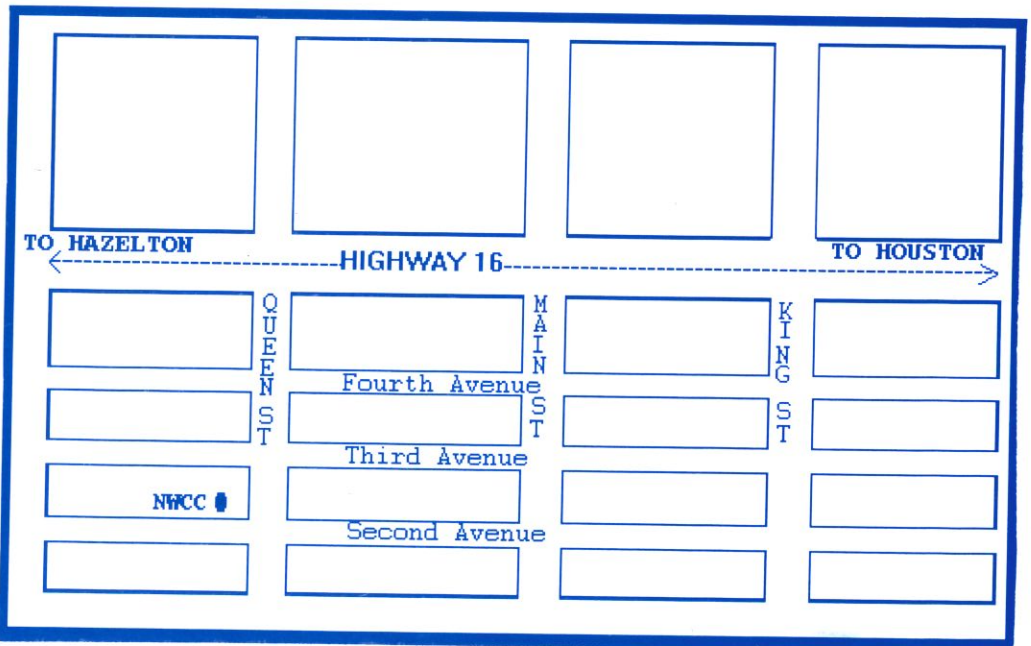 TO HAZELTON
TO HOUSTON
HIGHWAY 16
QUEEN ST
MAIN ST
KING ST
Fourth Avenue
Third Avenue
NWCC
Second Avenue